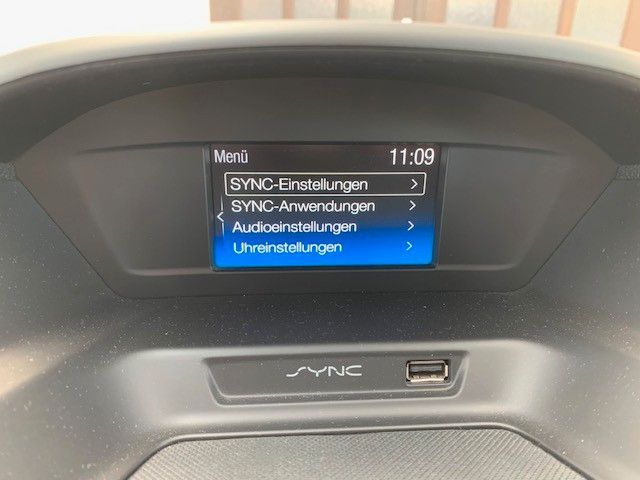 Menü 11:09
SYNC-Einstellungen >
SYNC-Anwendungen >
< Audioeinstellungen >
Uhreinstellungen >
SYNC